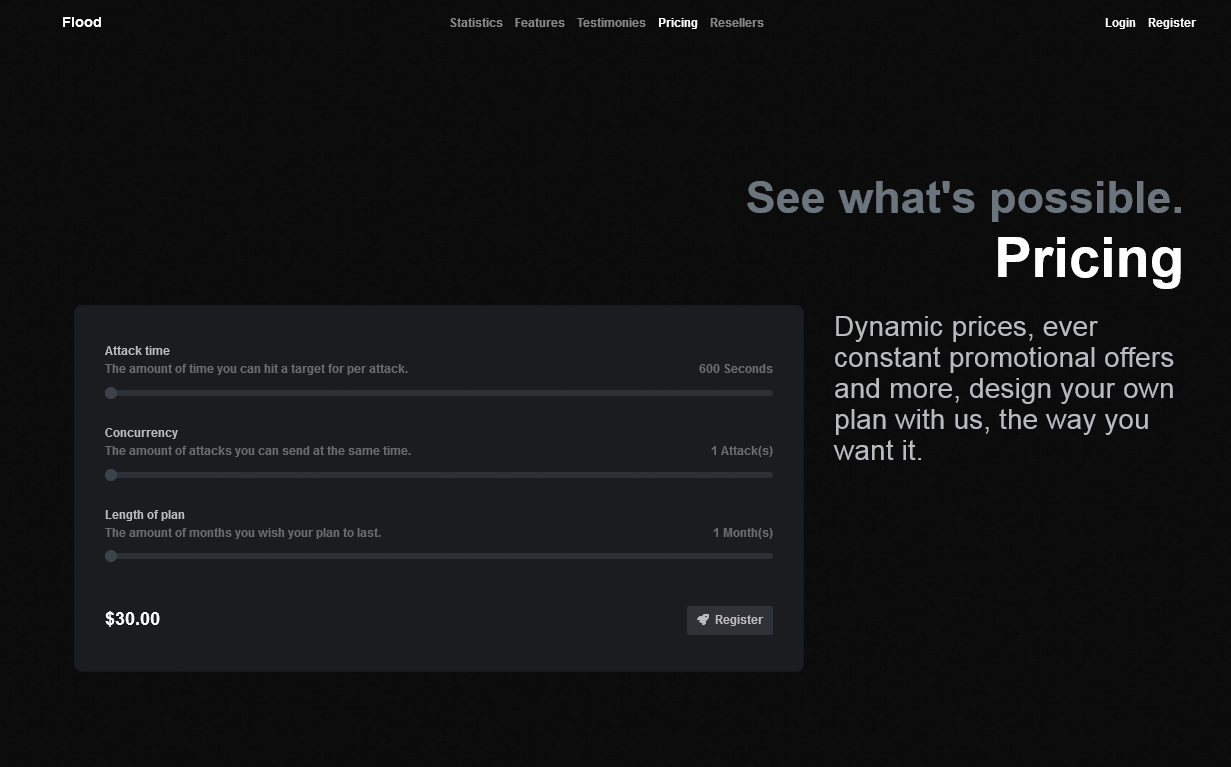 Flood
Statistics Features Testimonies Pricing Resellers
Login Register
See what's possible.
Pricing
Dynamic prices, ever
constant promotional offers
and more, design your own
plan with us, the way you
want it.
Attack time
The amount of time you can hit a target for per attack. 600 Seconds
Concurrency
The amount of attacks you can send at the same time. 1 Attack(s)
Length of plan
The amount of months you wish your plan to last. 1 Month(s)
$30.00
Register